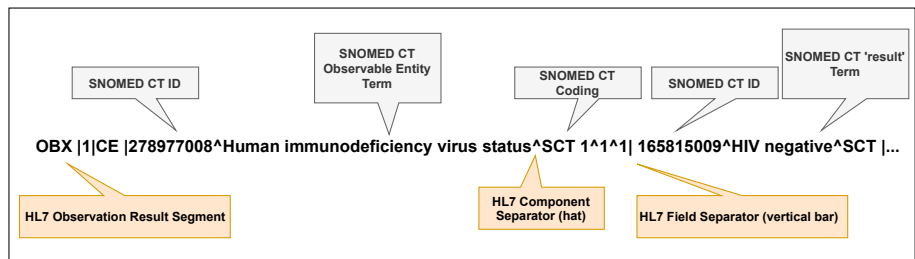 SNOMED CT ID
SNOMED CT
Observable Entity
Term
SNOMED CT
Coding
SNOMED CT ID
SNOMED CT 'result'
Term
OBX |1|CE |278977008^Human immunodeficiency virus status^SCT 1^1^1| 165815009^HIV negative^SCT |...
HL7 Observation Result Segment
HL7 Component
Separator (hat)
HL7 Field Separator (vertical bar)